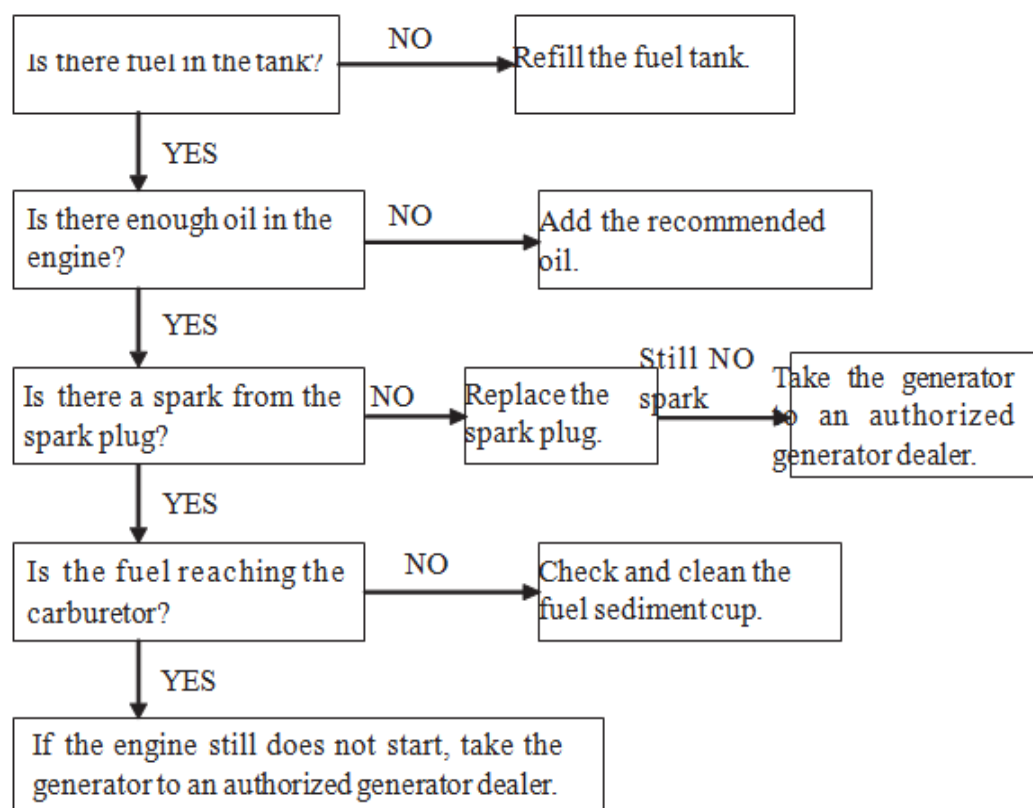 Is there fuel in the tank?
NO
Refill the fuel tank.
YES
Is there enough oil in the
engine?
NO
Add the recommended
oil.
YES
Is there a spark from the
spark plug?
NO
Replace the
spark plug.
Still NO
spark
Take the generator
to an authorized
generator dealer.
YES
Is the fuel reaching the
carburetor?
NO
Check and clean the
fuel sediment cup.
YES
If the engine still does not start, take the
generator to an authorized generator dealer.